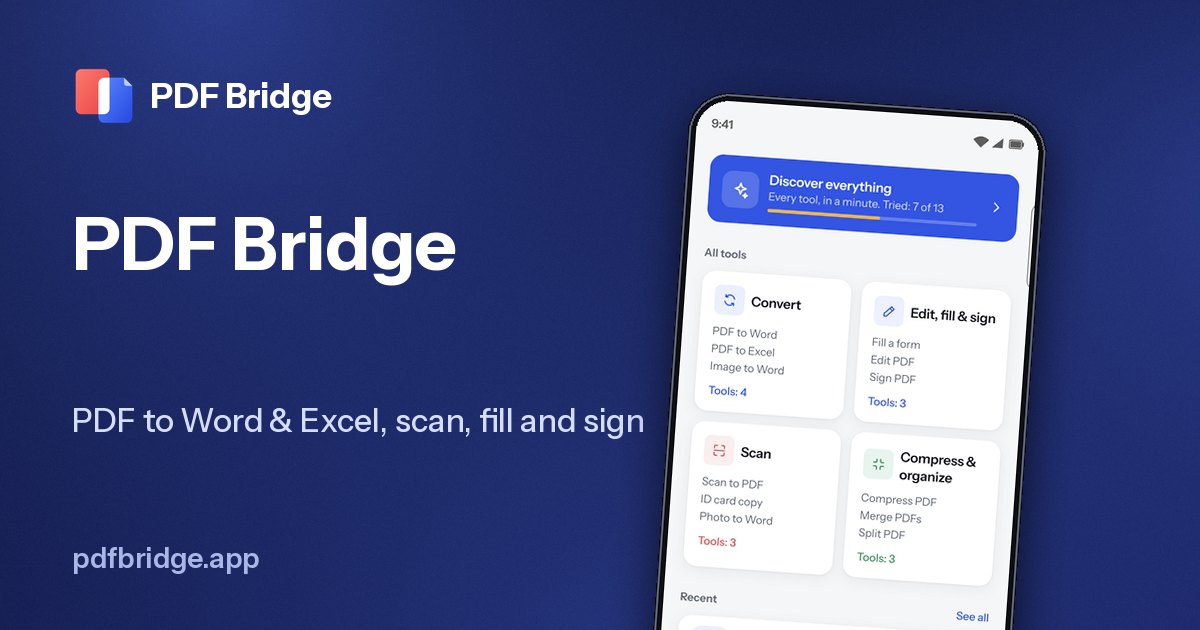 PDF Bridge
PDF Bridge
PDF to Word & Excel, scan, fill and sign
pdfbridge.app
9:41
Discover everything
Every tool, in a minute. Tried: 7 of 13
All tools
Convert
PDF to Word
PDF to Excel
Image to Word
Tools: 4
Edit, fill & sign
Fill a form
Edit PDF
Sign PDF
Tools: 3
Scan
Scan to PDF
ID card copy
Photo to Word
Tools: 3
Compress &
organize
Compress PDF
Merge PDFs
Split PDF
Tools: 3
Recent
See all